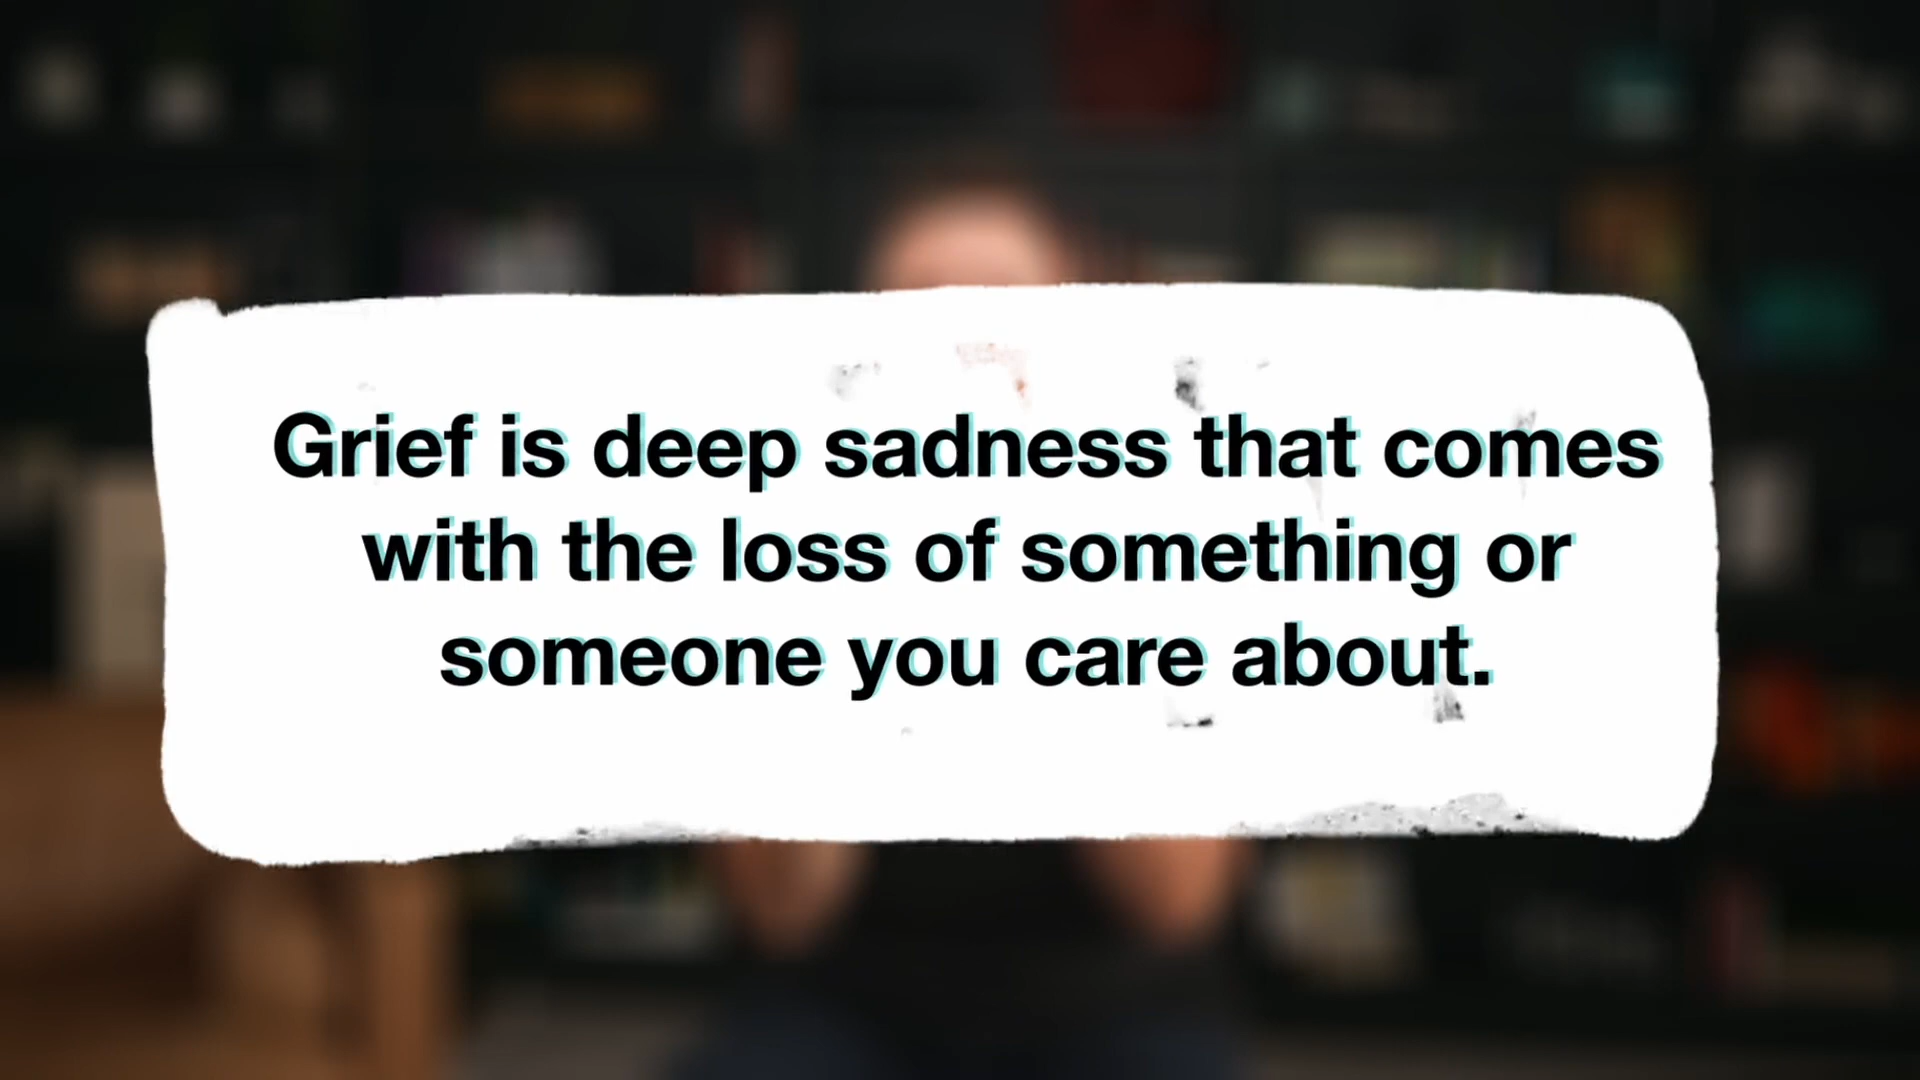 Grief is deep sadness that comes
with the loss of something or
someone you care about.